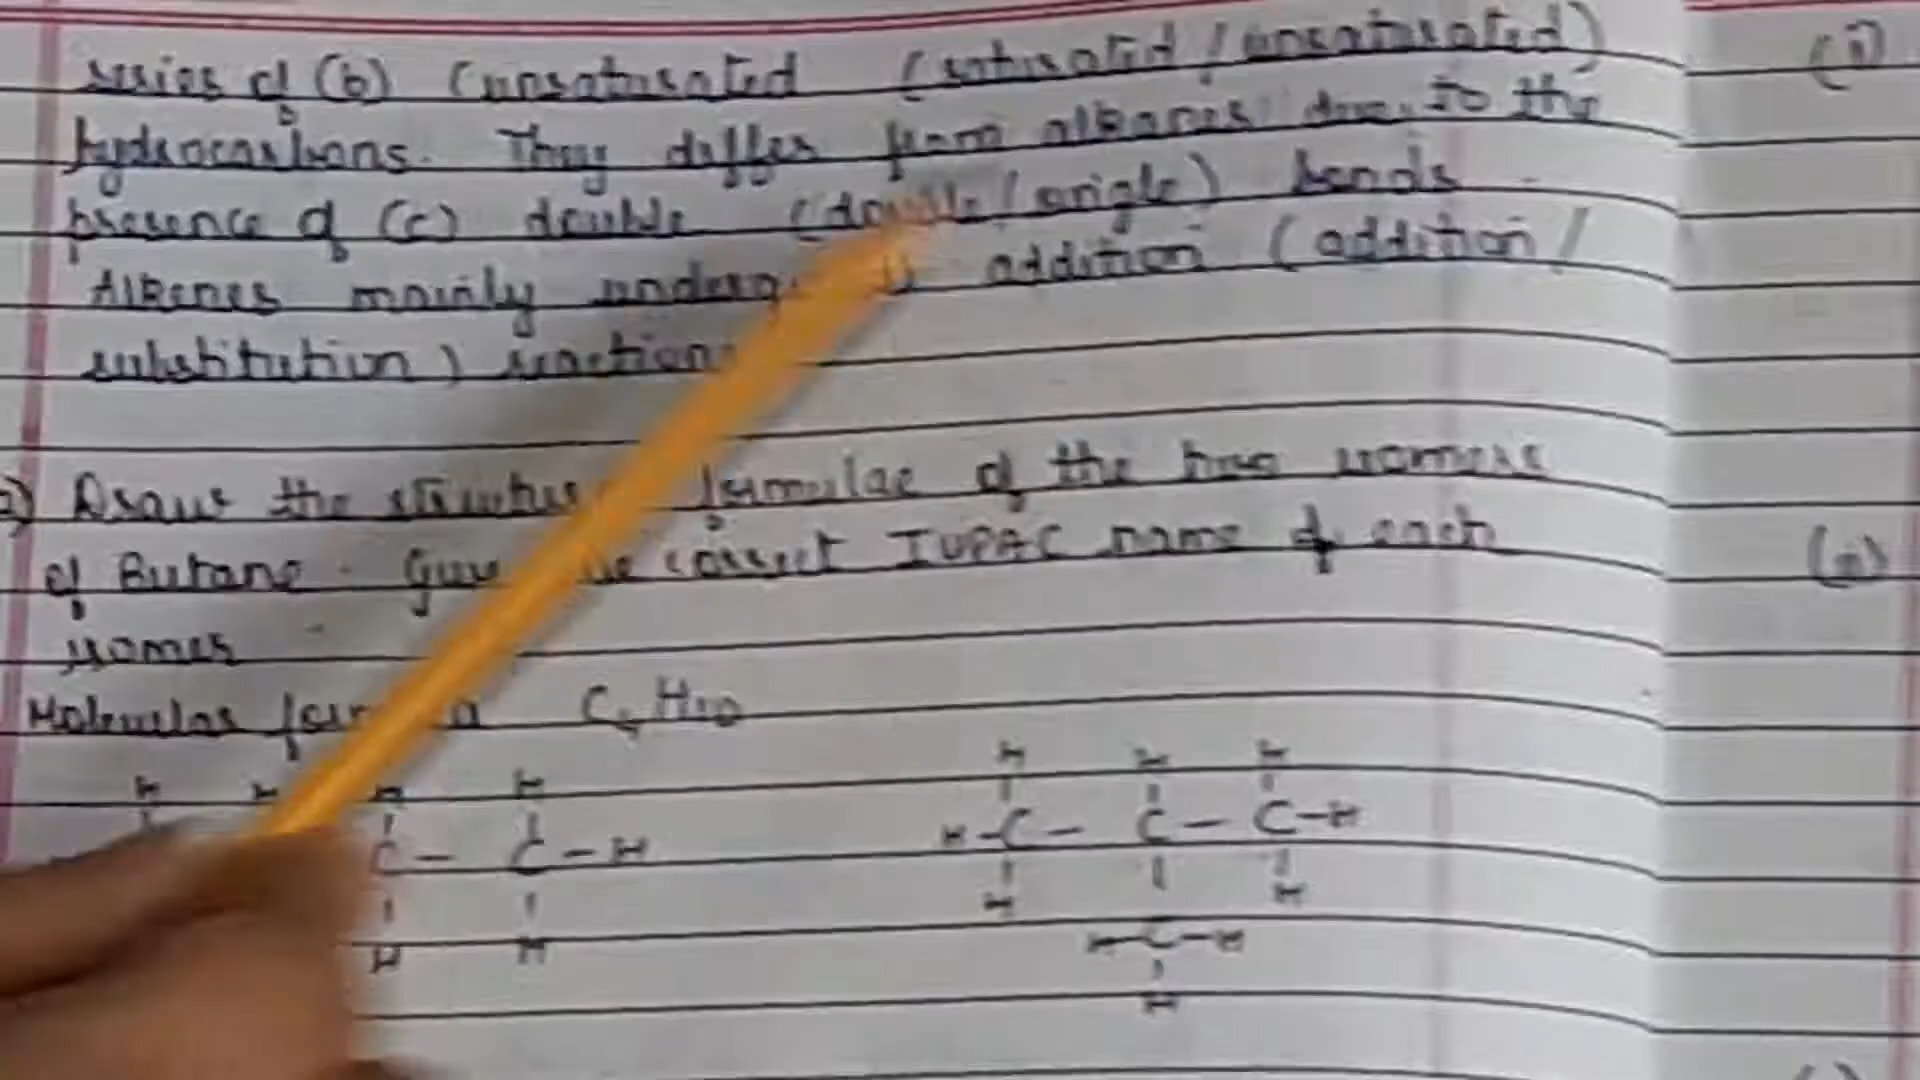 series of (b) (unsaturated (saturated / unsaturated) (i)
hydrocarbons. They differ from alkanes due to the
presence of (c) double (double / single) bonds.
Alkenes mainly undergo addition (addition /
substitution) reactions
Draw the structural formulae of the two isomers
of Butane. Give the correct IUPAC name of each
isomer
Molecular formula C4H10
H H H H H H H
C - C - H H - C - C - C - H
H H H H
H - C - H
H